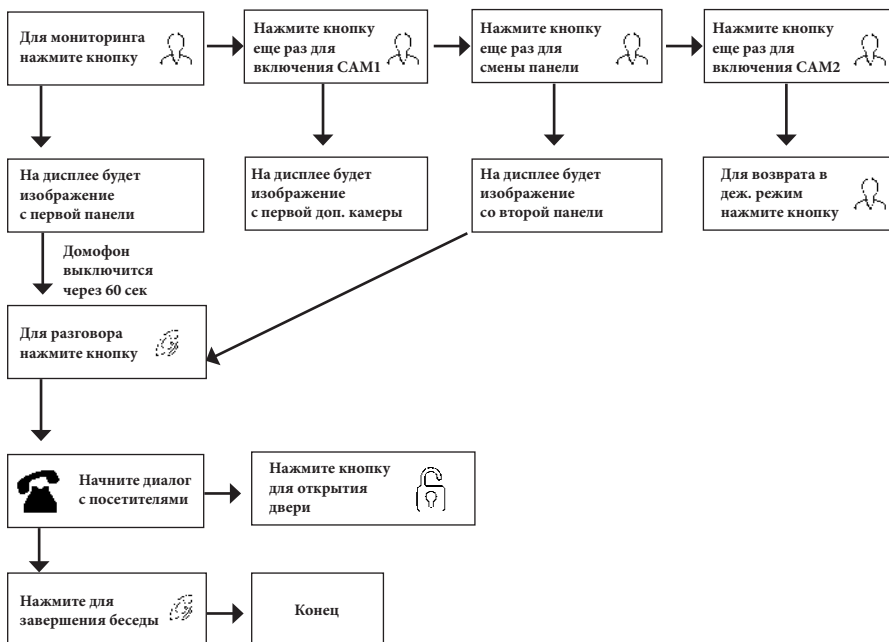 Для мониторинга
нажмите кнопку
Нажмите кнопку
еще раз для
включения CAM1
Нажмите кнопку
еще раз для
смены панели
Нажмите кнопку
еще раз для
включения CAM2
На дисплее будет
изображение
с первой панели
На дисплее будет
изображение
с первой доп. камеры
На дисплее будет
изображение
со второй панели
Для возврата в
деж. режим
нажмите кнопку
Домофон
выключится
через 60 сек
Для разговора
нажмите кнопку
Начните диалог
с посетителями
Нажмите кнопку
для открытия
двери
Нажмите для
завершения беседы
Конец